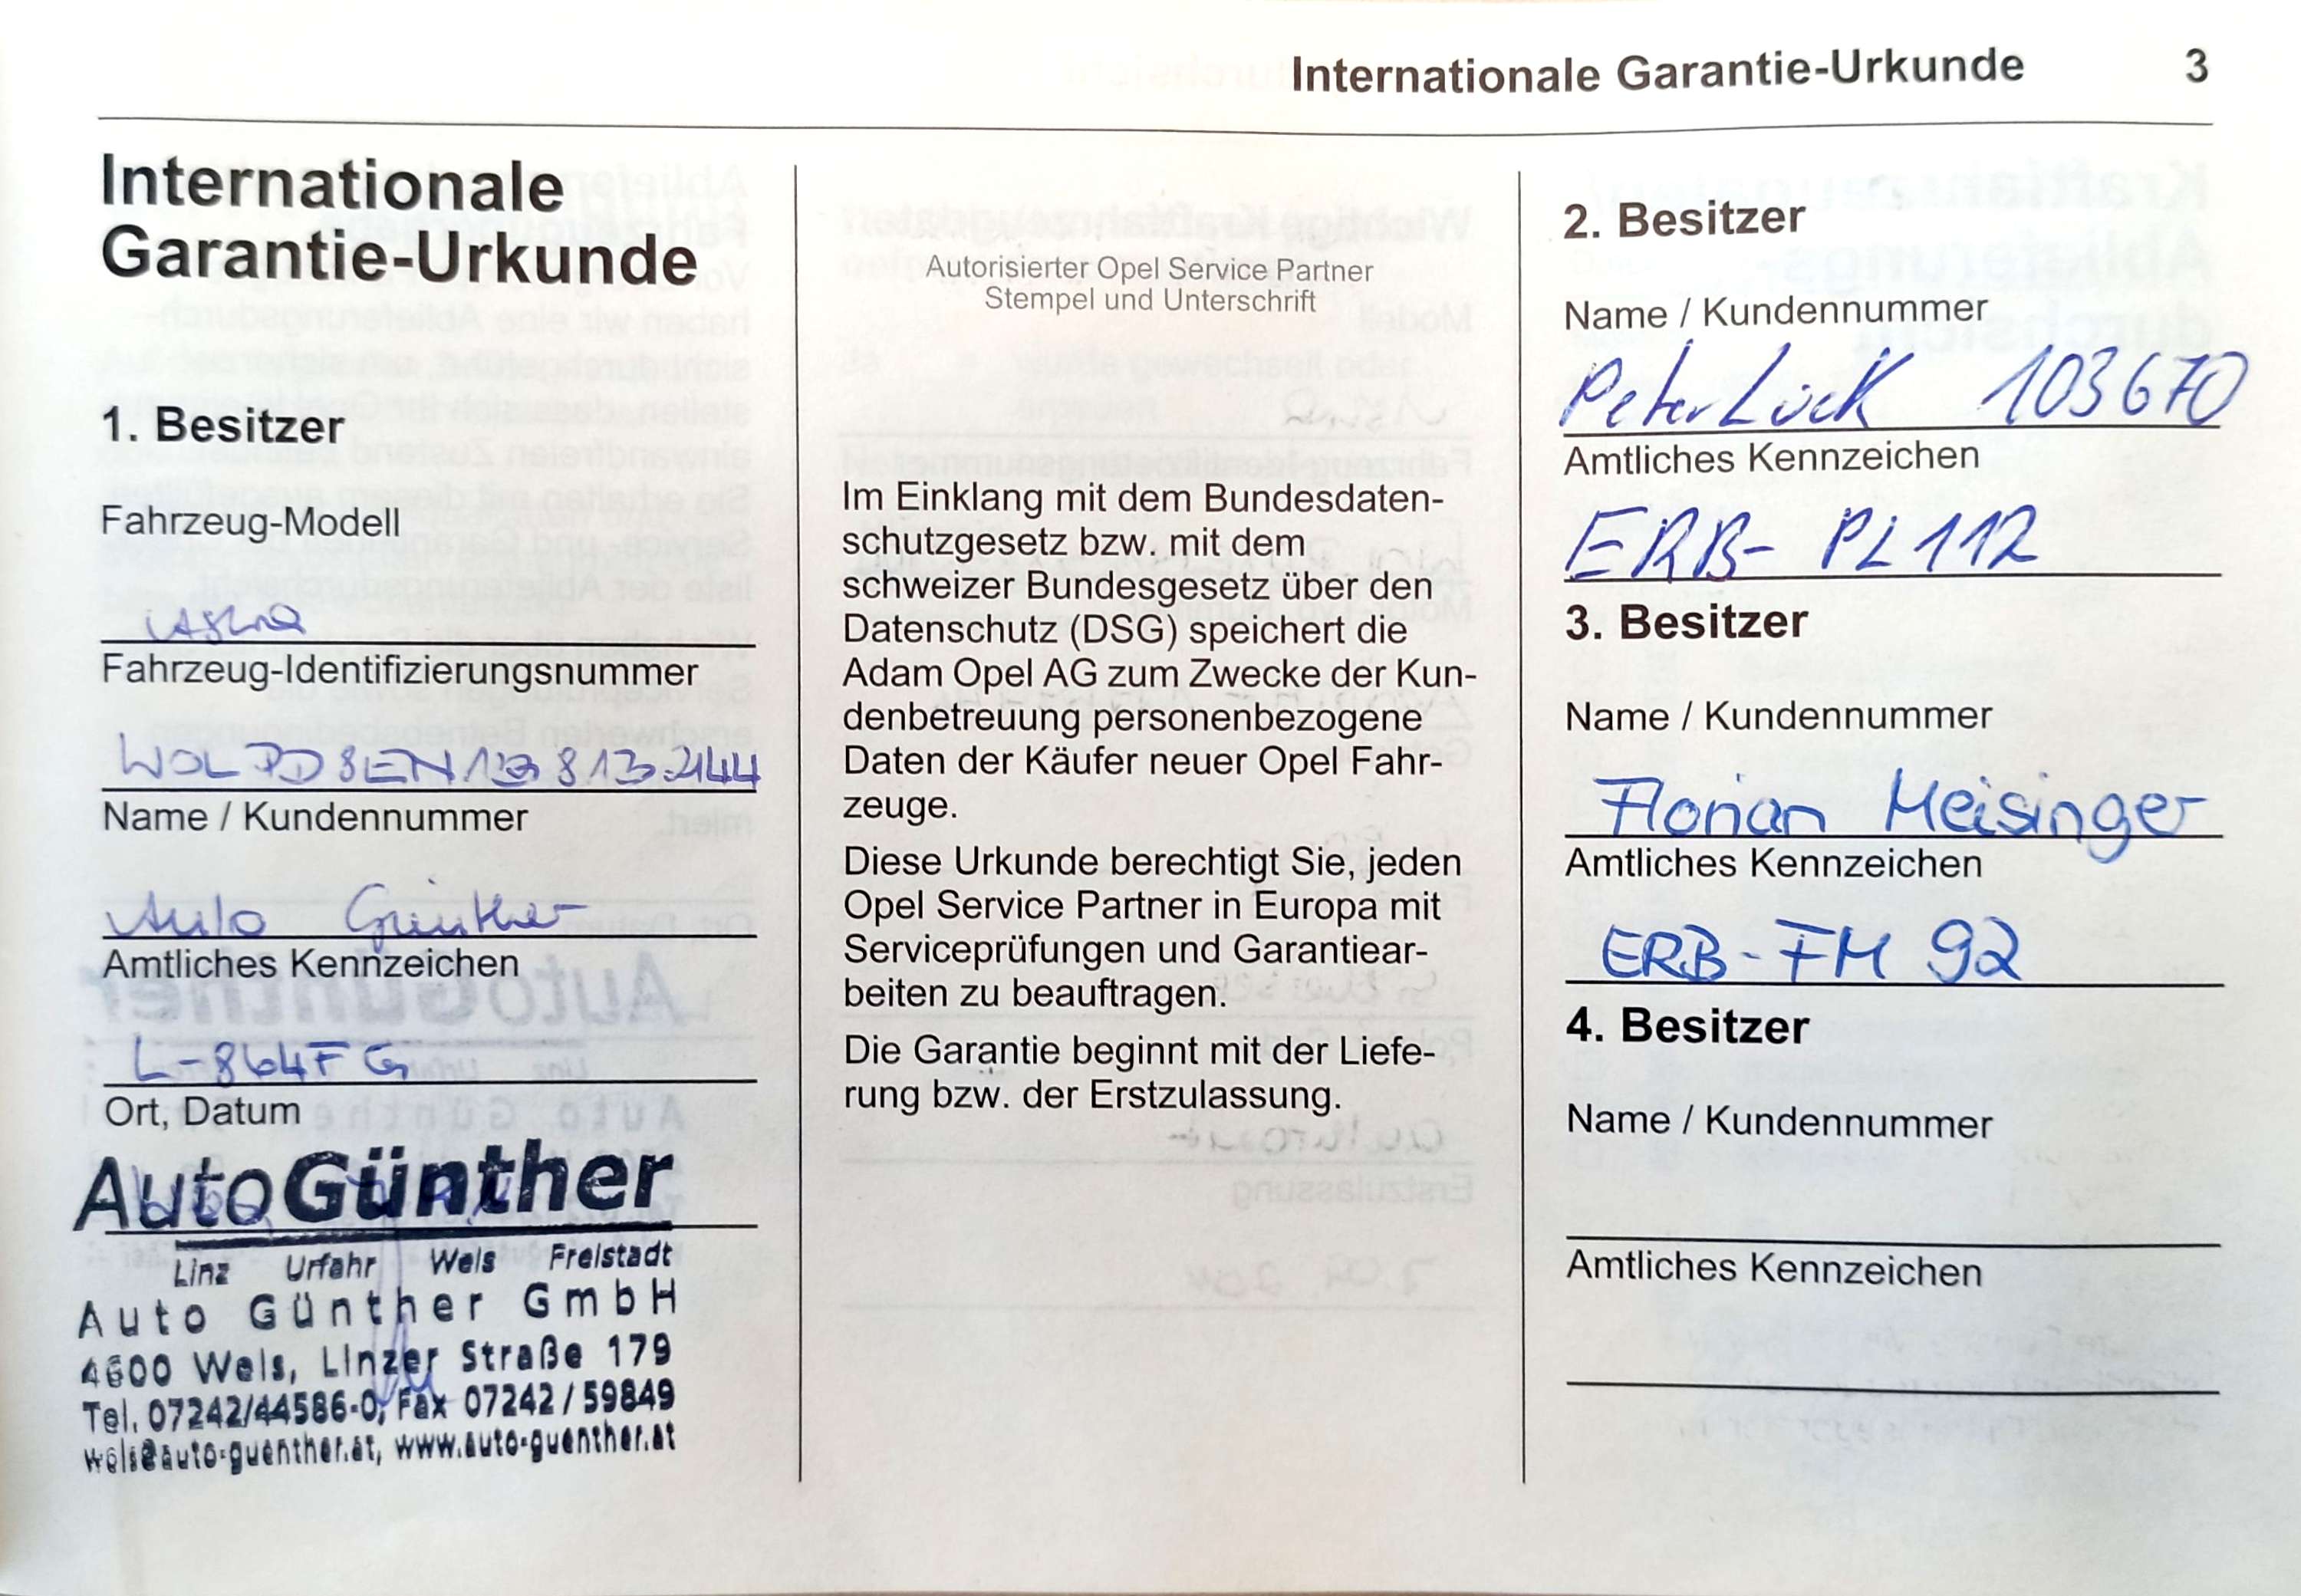 Internationale Garantie-Urkunde 3
Internationale
Garantie-Urkunde
1. Besitzer
Fahrzeug-Modell
Astra
Fahrzeug-Identifizierungsnummer
Name / Kundennummer
Auto Günther
Amtliches Kennzeichen
L-864FG
Ort, Datum
AutoGünther
Linz Urfahr Wels Freistadt
Auto Günther GmbH
4600 Wels, Linzer Straße 179
Tel. 07242/44586-0, Fax 07242 / 59849
wels@auto-guenther.at, www.auto-guenther.at
Autorisierter Opel Service Partner
Stempel und Unterschrift
Im Einklang mit dem Bundesdaten-
schutzgesetz bzw. mit dem
schweizer Bundesgesetz über den
Datenschutz (DSG) speichert die
Adam Opel AG zum Zwecke der Kun-
denbetreuung personenbezogene
Daten der Käufer neuer Opel Fahr-
zeuge.
Diese Urkunde berechtigt Sie, jeden
Opel Service Partner in Europa mit
Serviceprüfungen und Garantiear-
beiten zu beauftragen.
Die Garantie beginnt mit der Liefe-
rung bzw. der Erstzulassung.
2. Besitzer
Name / Kundennummer
Peter Lück 103670
Amtliches Kennzeichen
ERB- PL 112
3. Besitzer
Name / Kundennummer
Florian Meisinger
Amtliches Kennzeichen
ERB-FM 92
4. Besitzer
Name / Kundennummer
Amtliches Kennzeichen